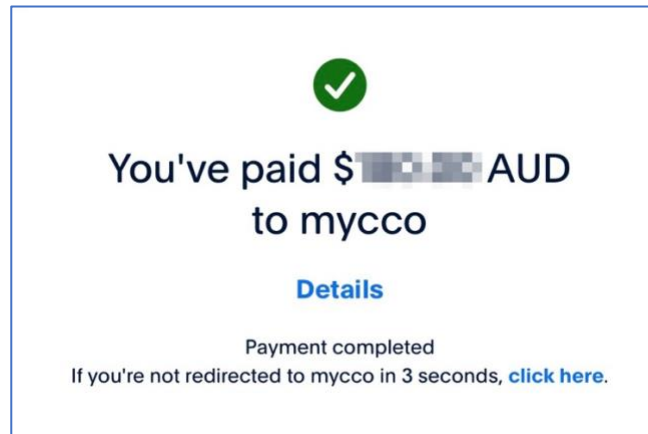 You've paid $ AUD
to mycco
Details
Payment completed
If you're not redirected to mycco in 3 seconds, click here.